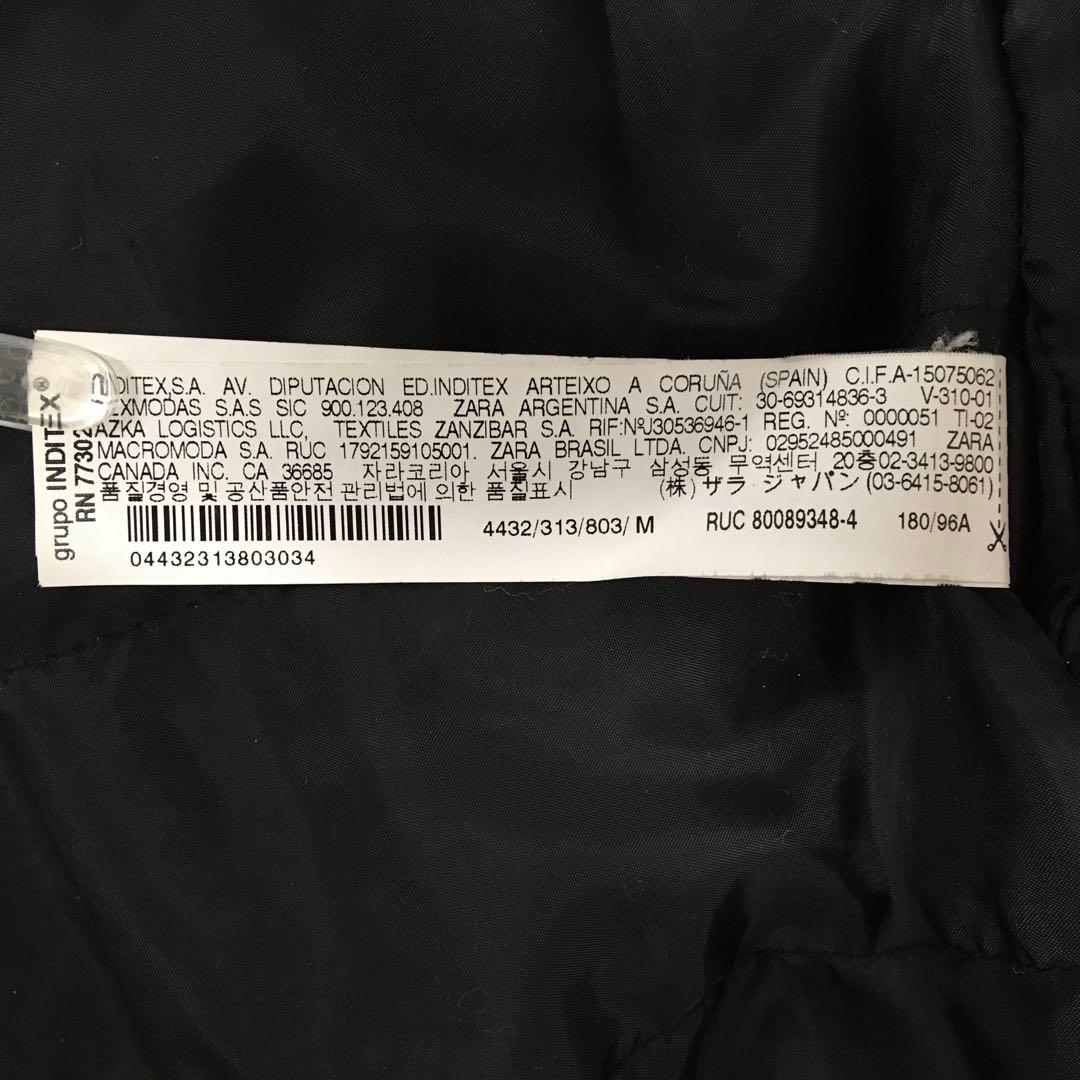 grupo INDITEX®
RN 77302
INDITEX,S.A. AV. DIPUTACION ED.INDITEX ARTEIXO A CORUÑA (SPAIN) C.I.F.A-15075062
S.A.S SIC 900.123.408 ZARA ARGENTINA S.A. CUIT: 30-69314836-3 V-310-01
AZKA LOGISTICS LLC, TEXTILES ZANZIBAR S.A. RIF:NºJ30536946-1 REG. Nº: 0000051 TI-02
MACROMODA S.A. RUC 1792159105001. ZARA BRASIL LTDA. CNPJ: 02952485000491 ZARA
CANADA INC. CA 36685 자라코리아 서울시 강남구 삼성동 무역센터 20층02-3413-9800
품질경영 및 공산품안전 관리법에 의한 품질표시 (株) ザラ ジャパン (03-6415-8061)
4432/313/803/ M RUC 80089348-4 180/96A
04432313803034